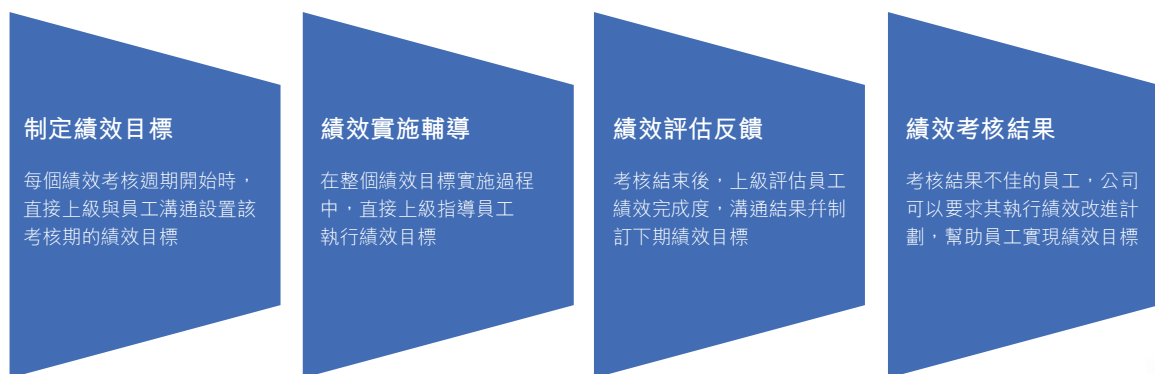 制定績效目標
每個績效考核週期開始時，
直接上級與員工溝通設置該
考核期的績效目標
績效實施輔導
在整個績效目標實施過程
中，直接上級指導員工
執行績效目標
績效評估反饋
考核結束後，上級評估員工
績效完成度，溝通結果幷制
訂下期績效目標
績效考核結果
考核結果不佳的員工，公司
可以要求其執行績效改進計
劃，幫助員工實現績效目標